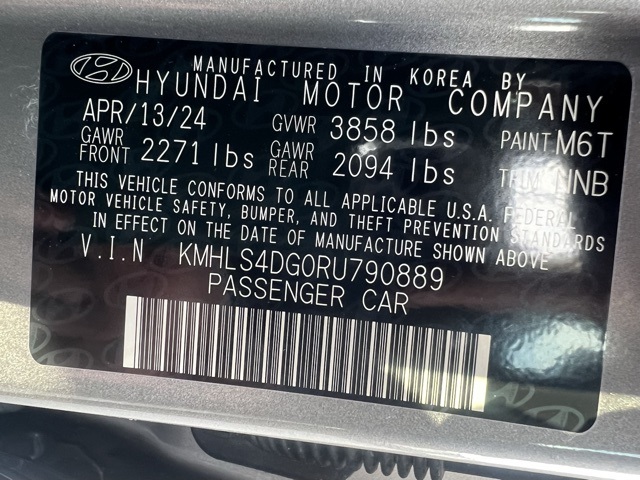 MANUFACTURED IN KOREA BY
HYUNDAI MOTOR COMPANY
APR/13/24 GVWR 3858 lbs PAINT M6T
GAWR FRONT 2271 lbs GAWR REAR 2094 lbs TRIM NNB
THIS VEHICLE CONFORMS TO ALL APPLICABLE U.S.A. FEDERAL
MOTOR VEHICLE SAFETY, BUMPER, AND THEFT PREVENTION STANDARDS
IN EFFECT ON THE DATE OF MANUFACTURE SHOWN ABOVE
V.I.N KMHLS4DG0RU790889
PASSENGER CAR